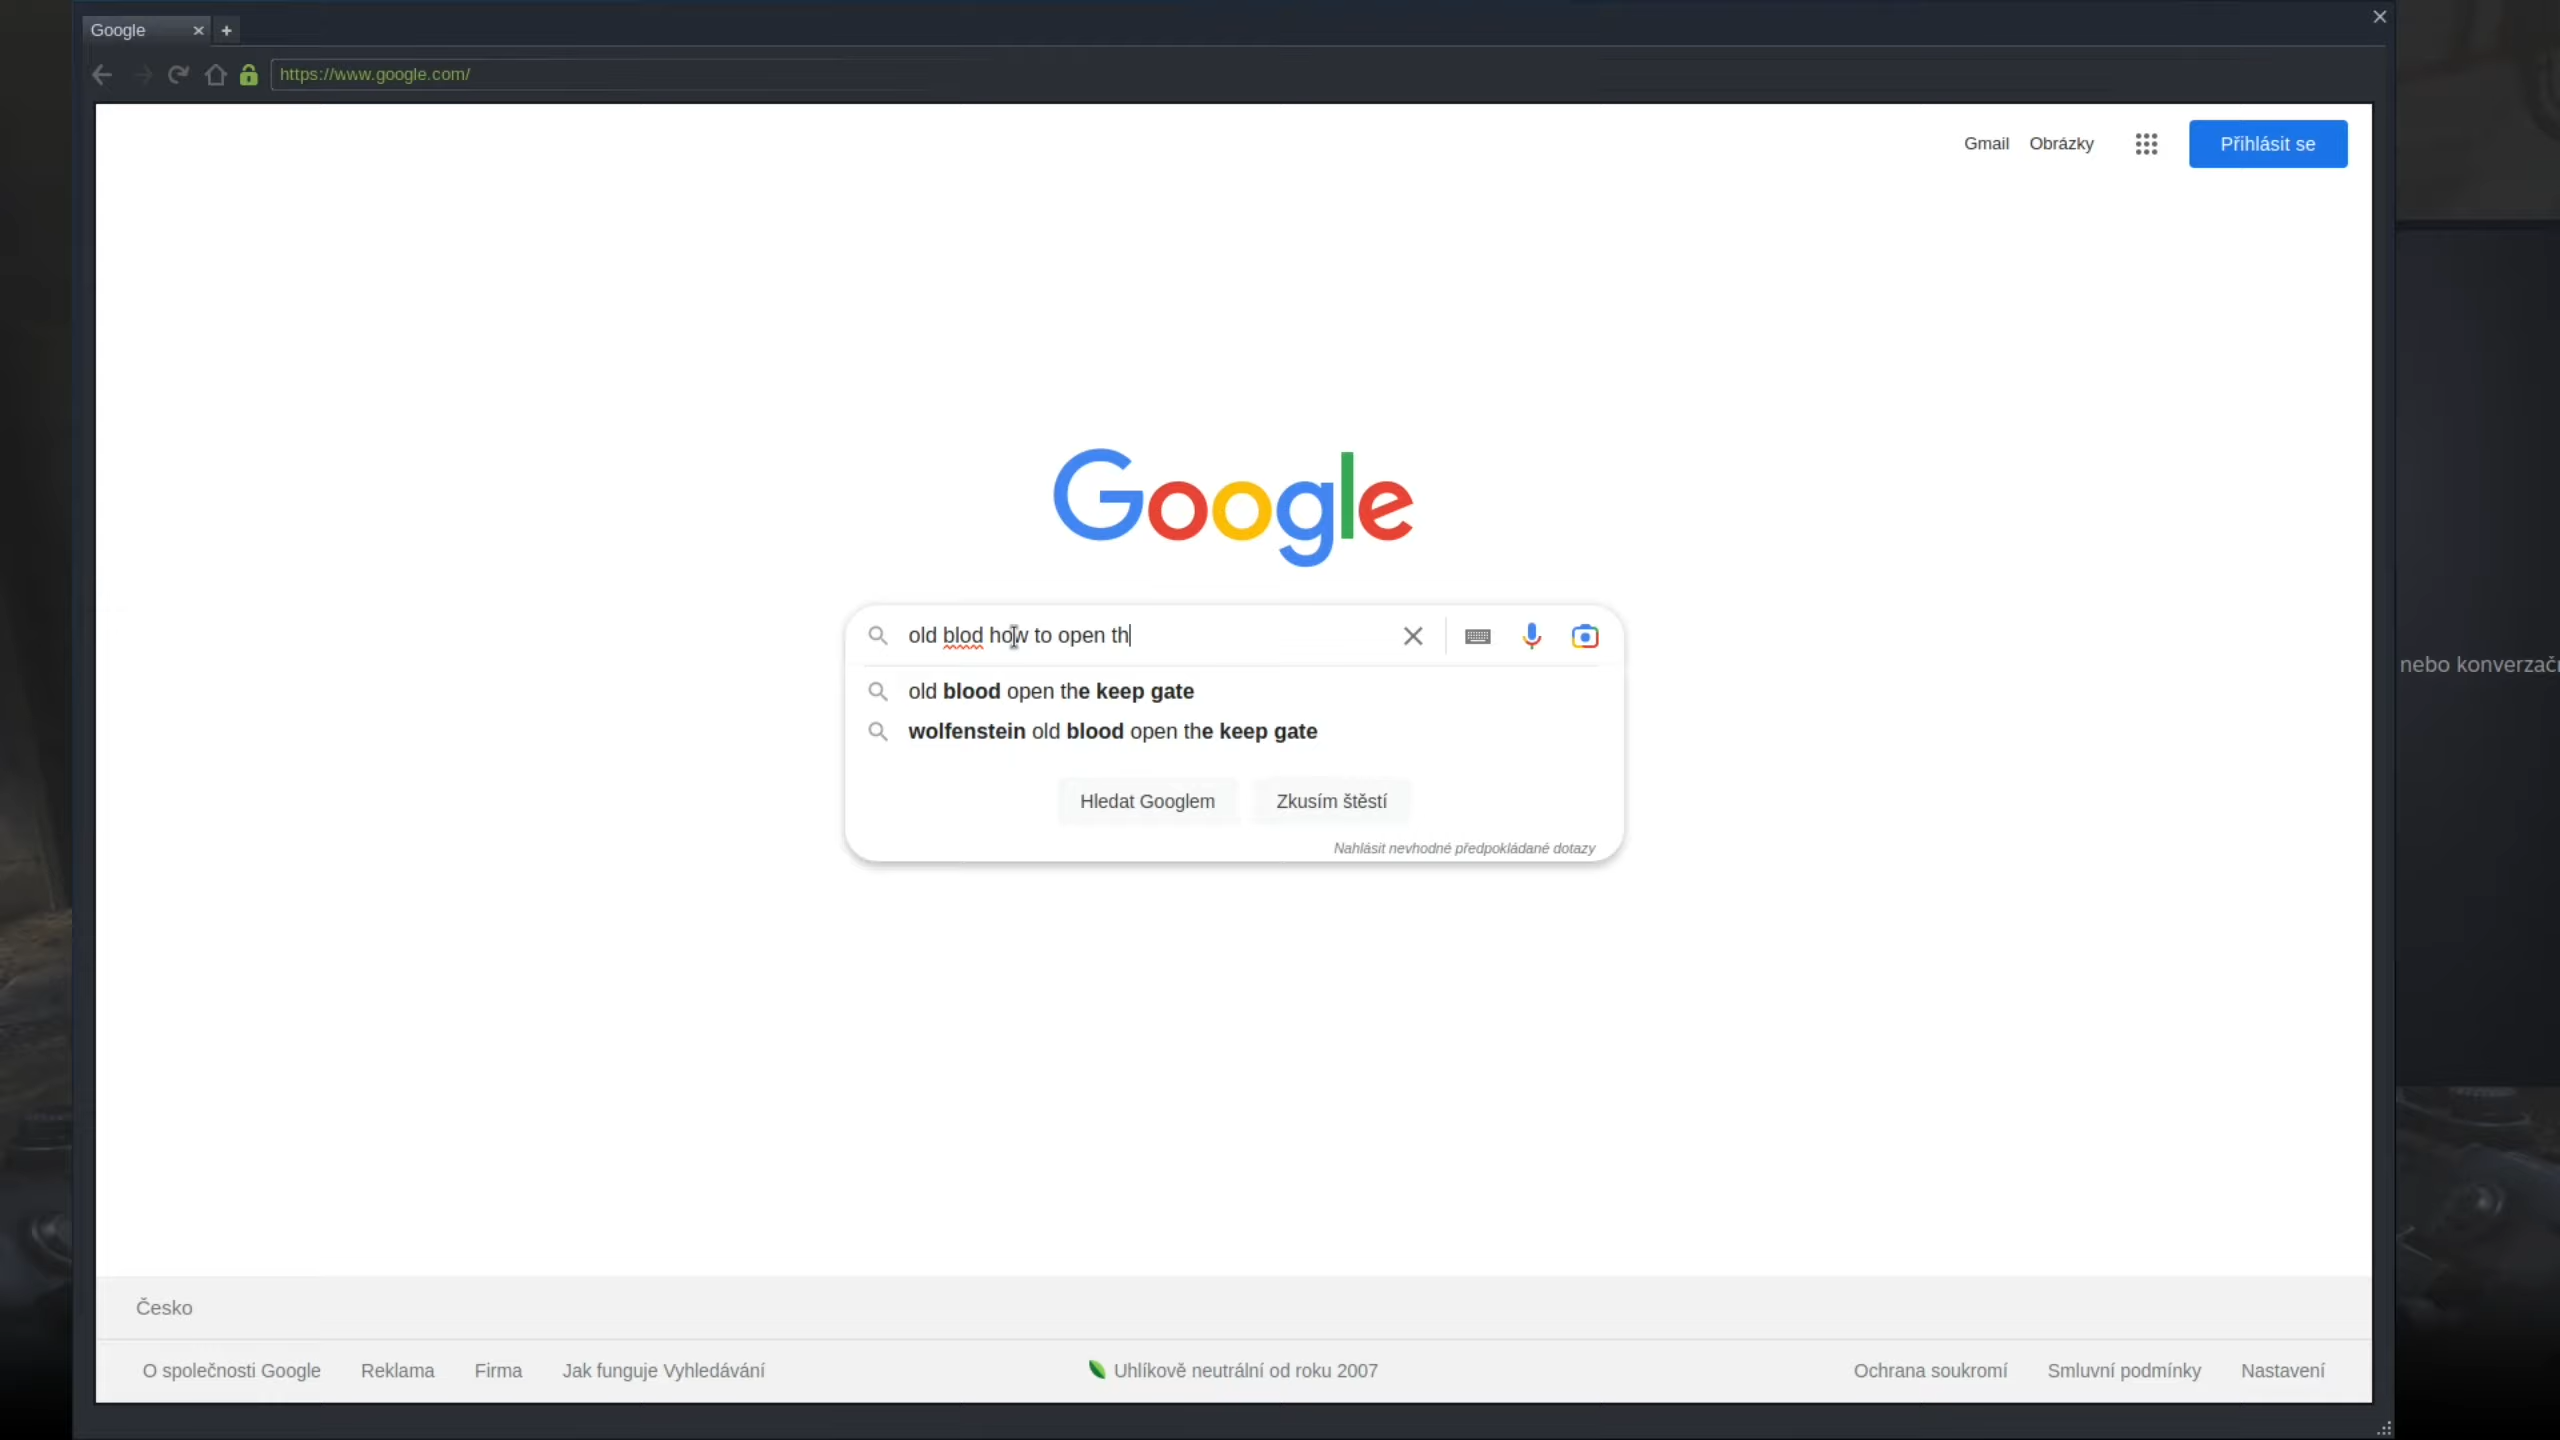 Google
https://www.google.com/
Gmail Obrázky Přihlásit se
Google
old blod how to open th
old blood open the keep gate
wolfenstein old blood open the keep gate
Hledat Googlem Zkusím štěstí
Nahlásit nevhodné předpokládané dotazy
nebo konverzačn
Česko
O společnosti Google Reklama Firma Jak funguje Vyhledávání Uhlíkově neutrální od roku 2007 Ochrana soukromí Smluvní podmínky Nastavení